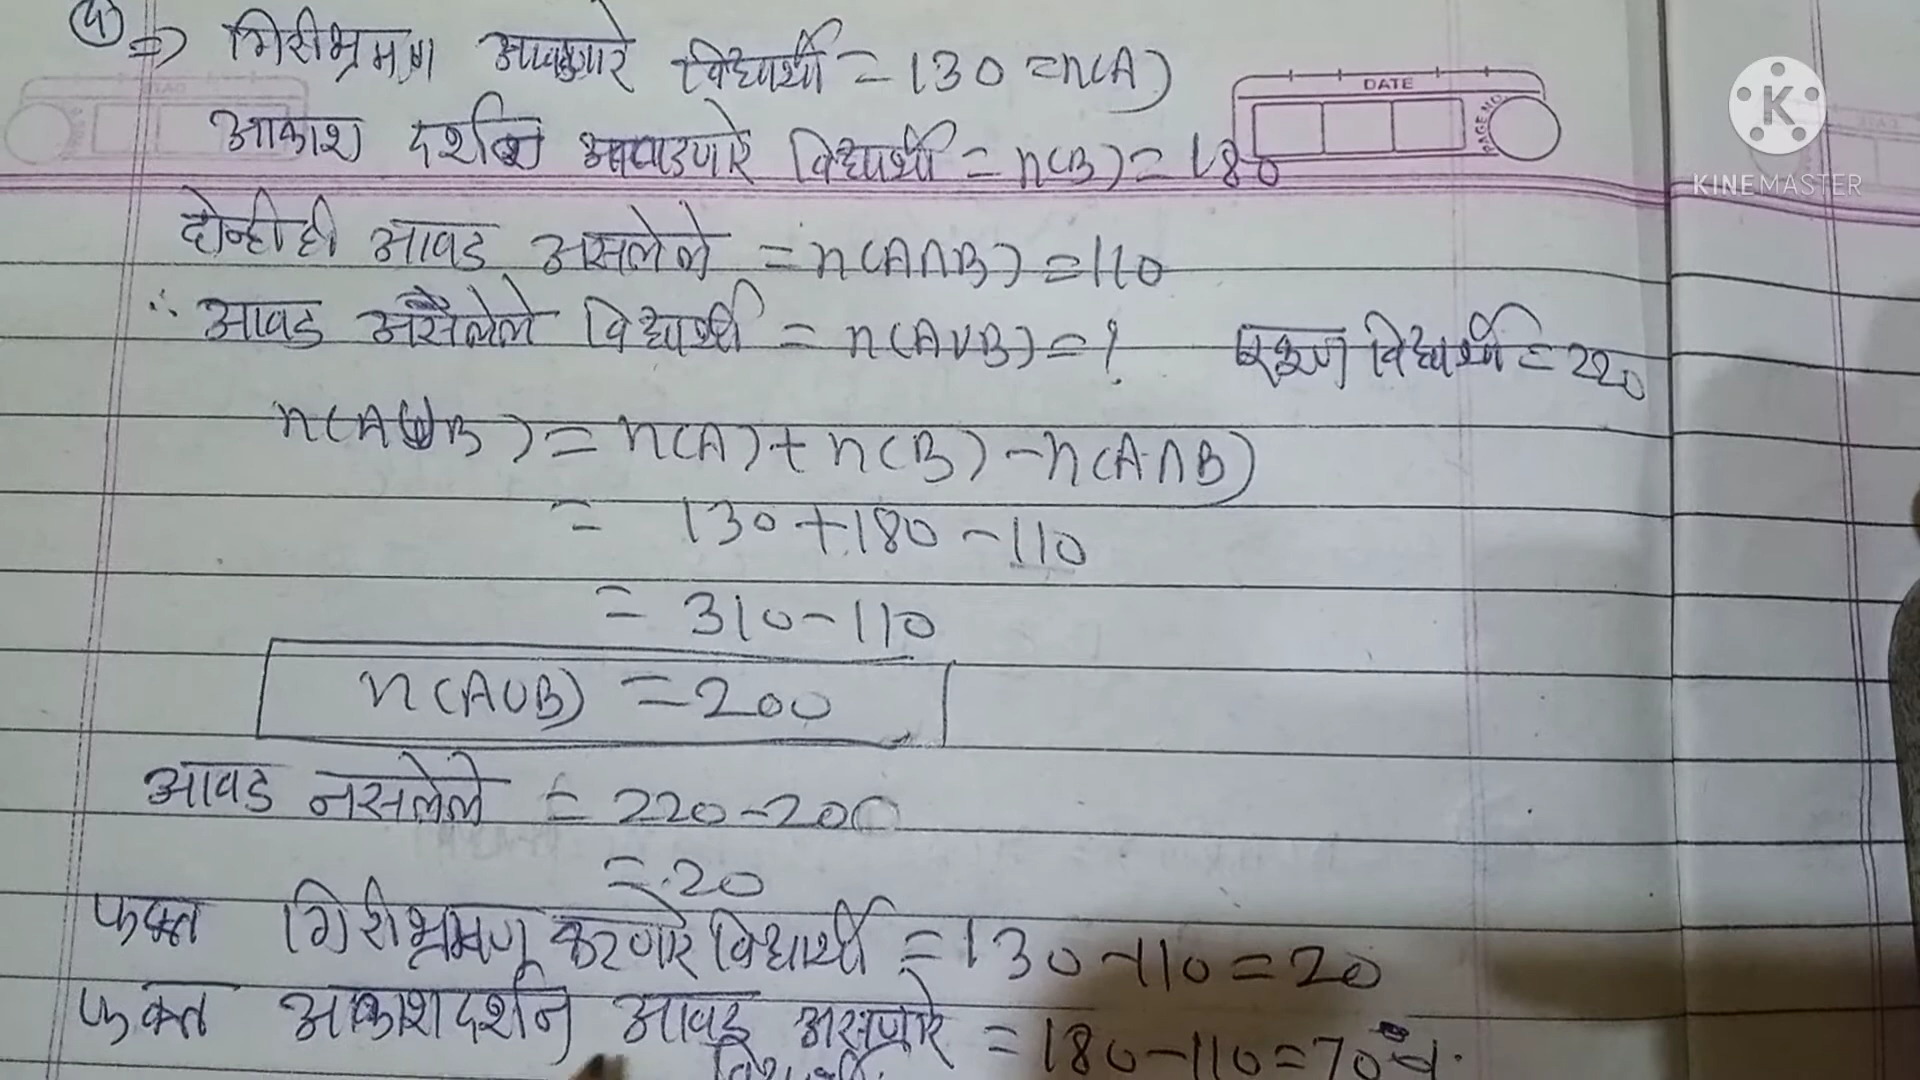 ④ ⇒ गिरीभ्रमण आवडणारे विद्यार्थी = 130 = n(A)
DATE
PAGE NO
K
KINEMASTER
आकाश दर्शन आवडणारे विद्यार्थी = n(B) = 180
दोन्हीही आवड असलेले = n(A∩B) = 110
∴ आवड असलेले विद्यार्थी = n(A∪B) = ? एकूण विद्यार्थी = 220
n(A∪B) = n(A) + n(B) - n(A∩B)
= 130 + 180 - 110
= 310 - 110
n(A∪B) = 200
आवड नसलेले = 220 - 200
= 20
फक्त गिरीभ्रमण करणारे विद्यार्थी = 130 - 110 = 20
फक्त आकाशदर्शन आवड असणारे = 180 - 110 = 70
विद्यार्थी